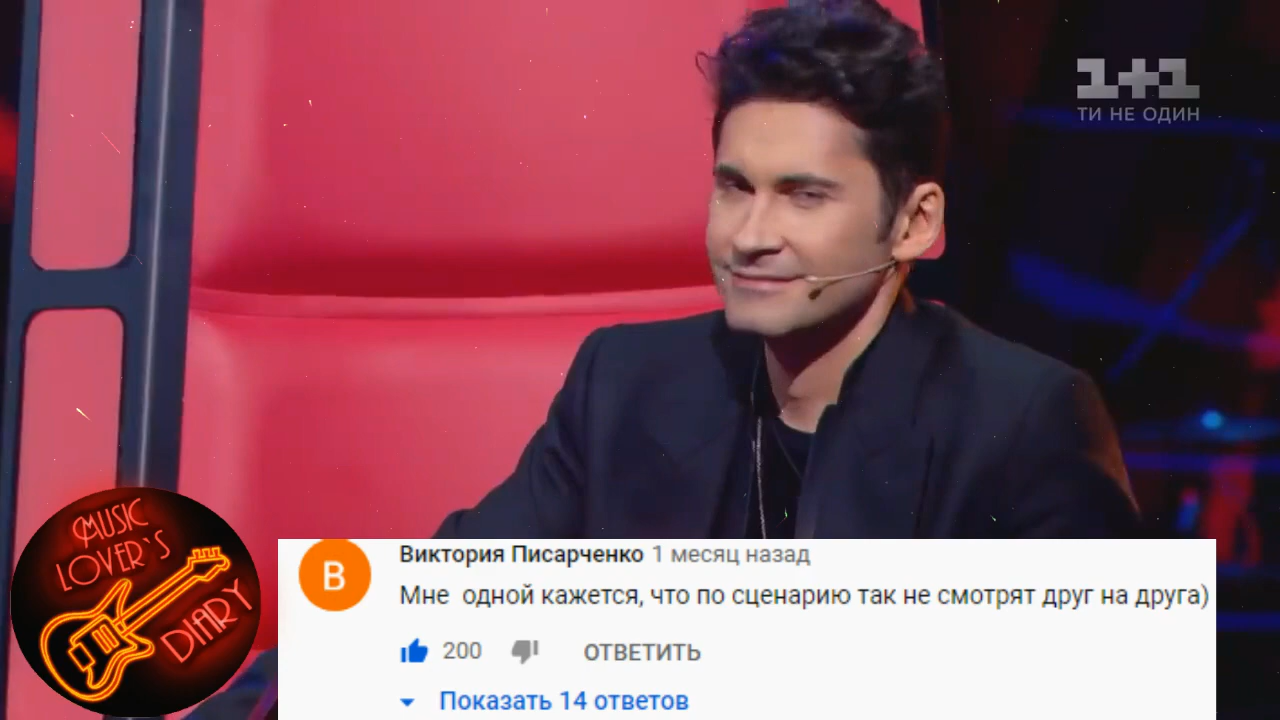 1+1
ТИ НЕ ОДИН
MUSIC
LOVER`S
DIARY
В
Виктория Писарченко 1 месяц назад
Мне одной кажется, что по сценарию так не смотрят друг на друга)
200 ОТВЕТИТЬ
Показать 14 ответов